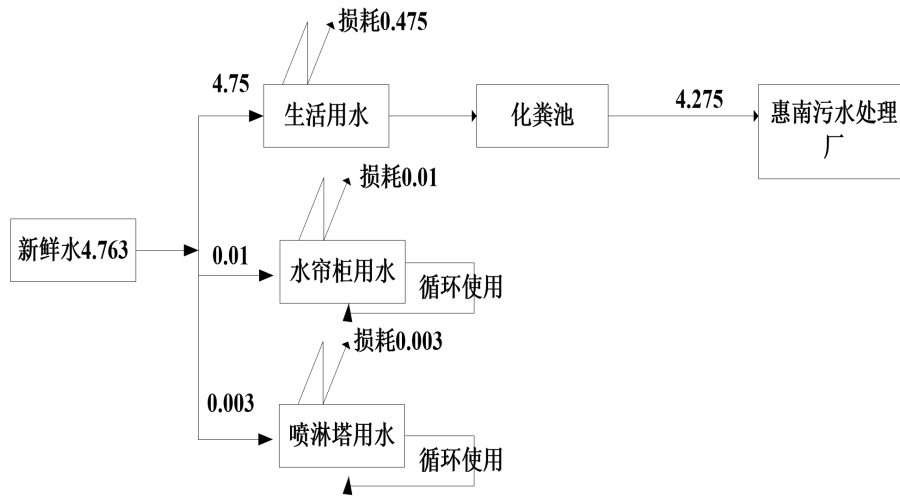 损耗0.475
4.75
生活用水
化粪池
4.275
惠南污水处理
厂
损耗0.01
新鲜水4.763
0.01
水帘柜用水
循环使用
损耗0.003
0.003
喷淋塔用水
循环使用